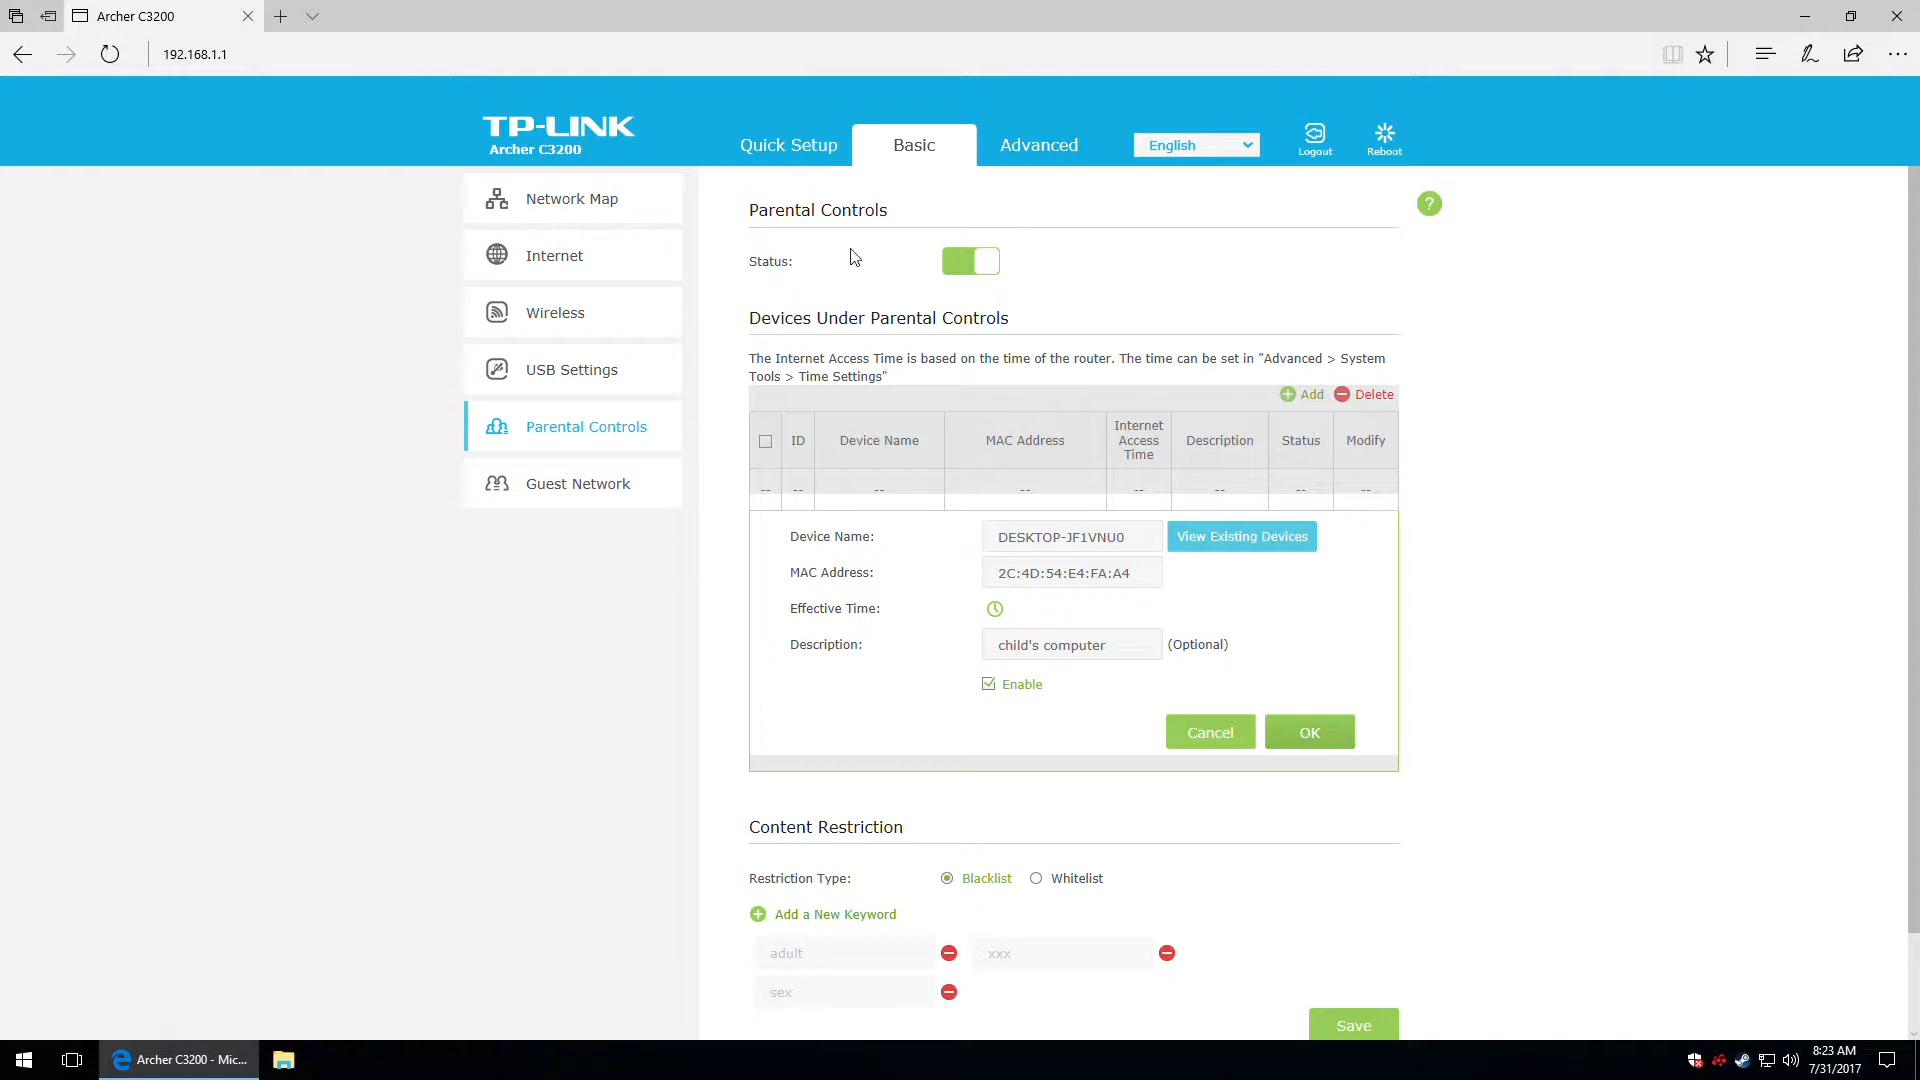 Archer C3200
192.168.1.1
TP-LINK
Archer C3200
Quick Setup
Basic
Advanced
English
Logout
Reboot
Network Map
Internet
Wireless
USB Settings
Parental Controls
Guest Network
Parental Controls
?
Status:
Devices Under Parental Controls
The Internet Access Time is based on the time of the router. The time can be set in "Advanced > System
Tools > Time Settings"
Add Delete
ID Device Name MAC Address Internet Access Time Description Status Modify
-- -- -- -- -- -- -- --
Device Name: DESKTOP-JF1VNU0 View Existing Devices
MAC Address: 2C:4D:54:E4:FA:A4
Effective Time:
Description: child's computer (Optional)
Enable
Cancel OK
Content Restriction
Restriction Type: Blacklist Whitelist
Add a New Keyword
adult xxx
sex
Save
Archer C3200 - Mic...
8:23 AM
7/31/2017